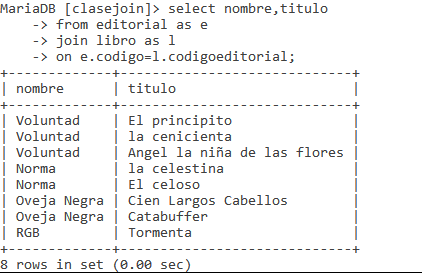 MariaDB [clasejoin]> select nombre,titulo
    -> from editorial as e
    -> join libro as l
    -> on e.codigo=l.codigoeditorial;
+-------------+----------------------------+
| nombre      | titulo                     |
+-------------+----------------------------+
| Voluntad    | El principito              |
| Voluntad    | la cenicienta              |
| Voluntad    | Angel la niña de las flores |
| Norma       | la celestina               |
| Norma       | El celoso                  |
| Oveja Negra | Cien Largos Cabellos       |
| Oveja Negra | Catabuffer                 |
| RGB         | Tormenta                   |
+-------------+----------------------------+
8 rows in set (0.00 sec)